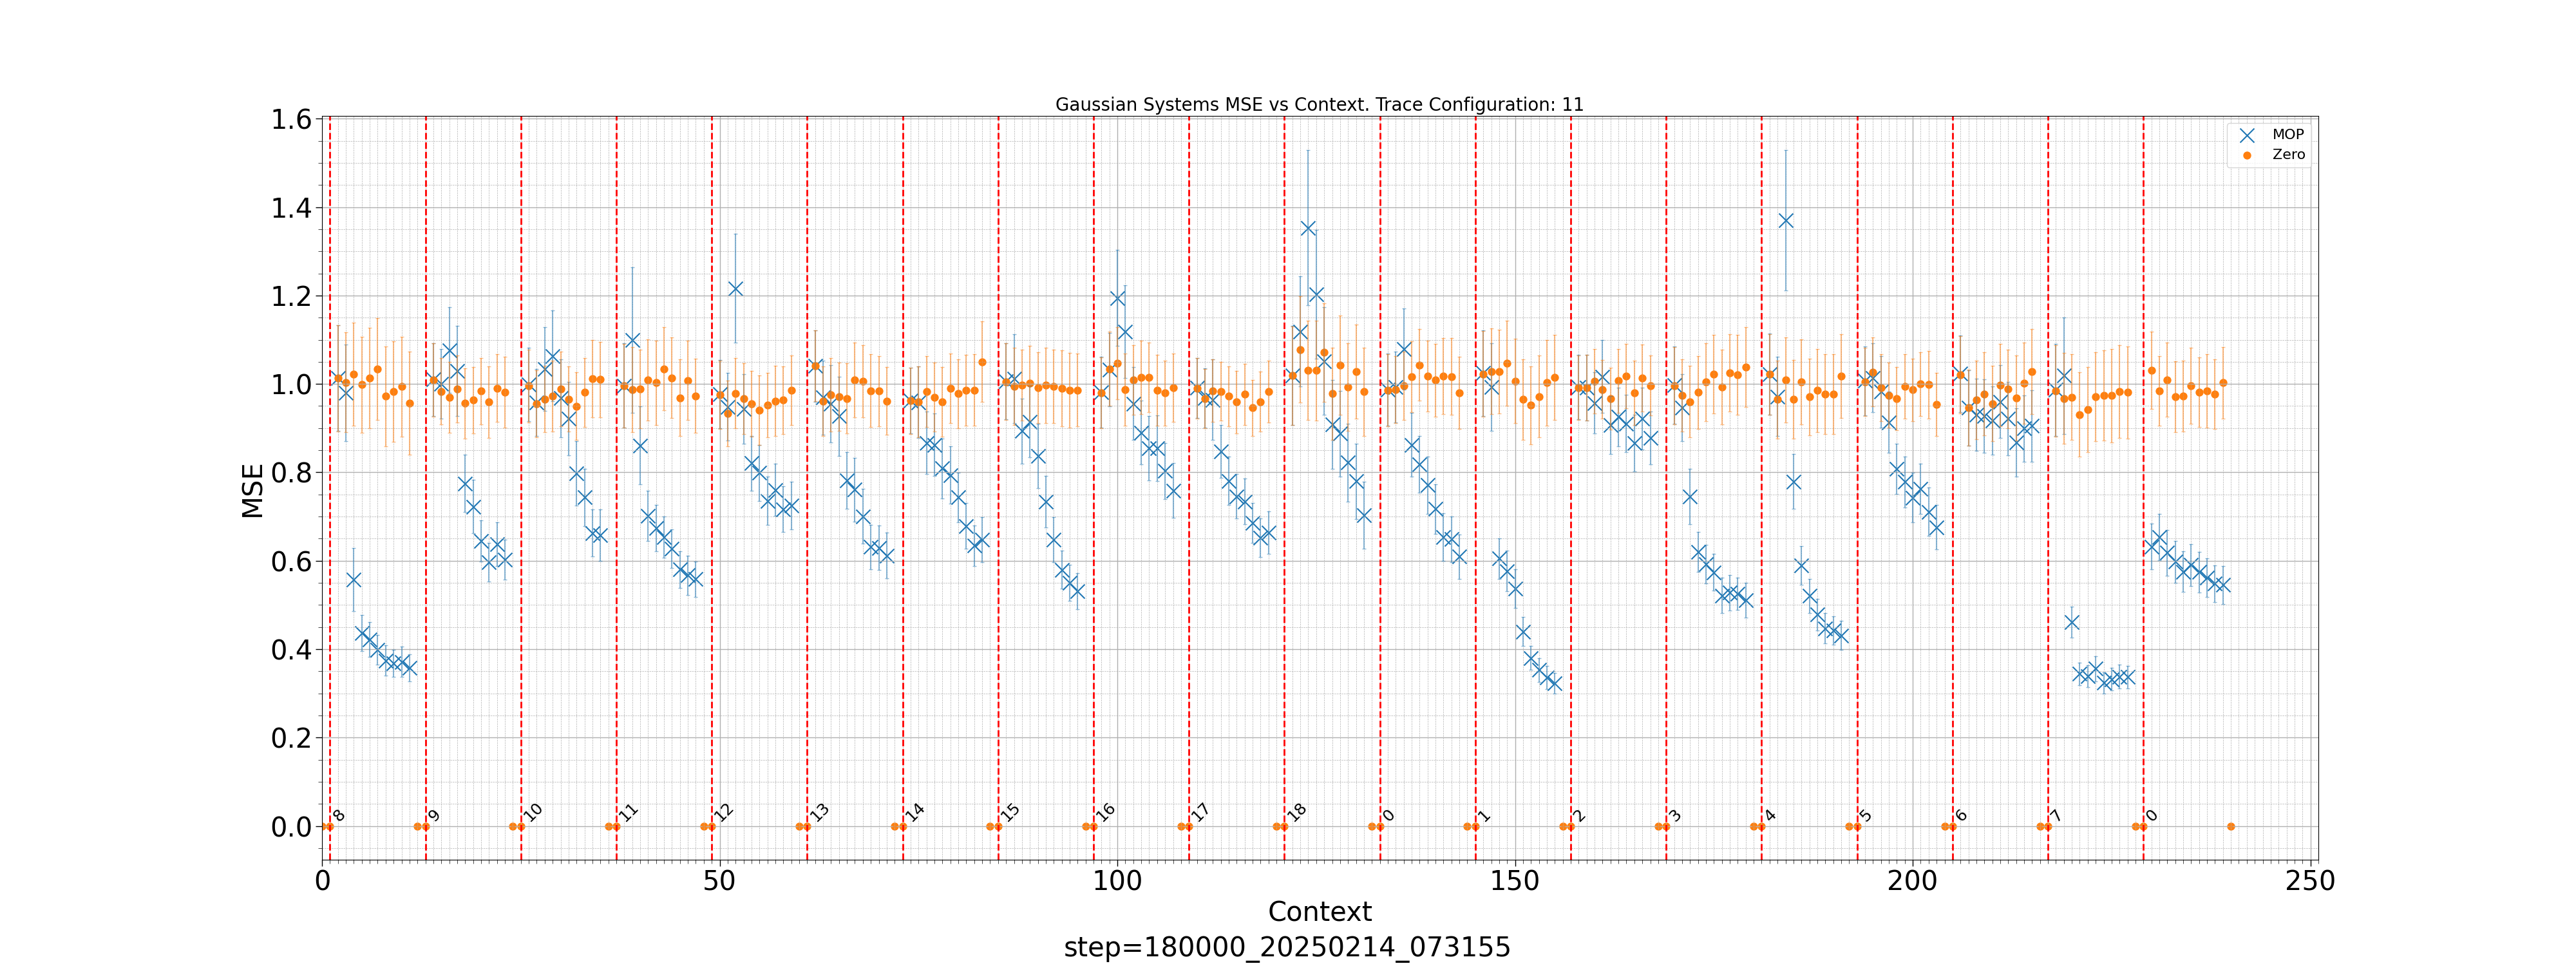 Gaussian Systems MSE vs Context. Trace Configuration: 11
MOP
Zero
MSE
1.6
1.4
1.2
1.0
0.8
0.6
0.4
0.2
0.0
8 9 10 11 12 13 14 15 16 17 18 0 1 2 3 4 5 6 7 0
0 50 100 150 200 250
Context
step=180000_20250214_073155